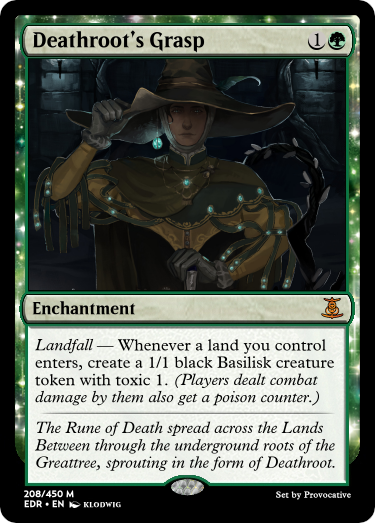 Deathroot's Grasp 1
Enchantment
Landfall — Whenever a land you control
enters, create a 1/1 black Basilisk creature
token with toxic 1. (Players dealt combat
damage by them also get a poison counter.)
The Rune of Death spread across the Lands
Between through the underground roots of the
Greattree, sprouting in the form of Deathroot.
208/450 M
EDR • EN KLODWIG
Set by Provocative